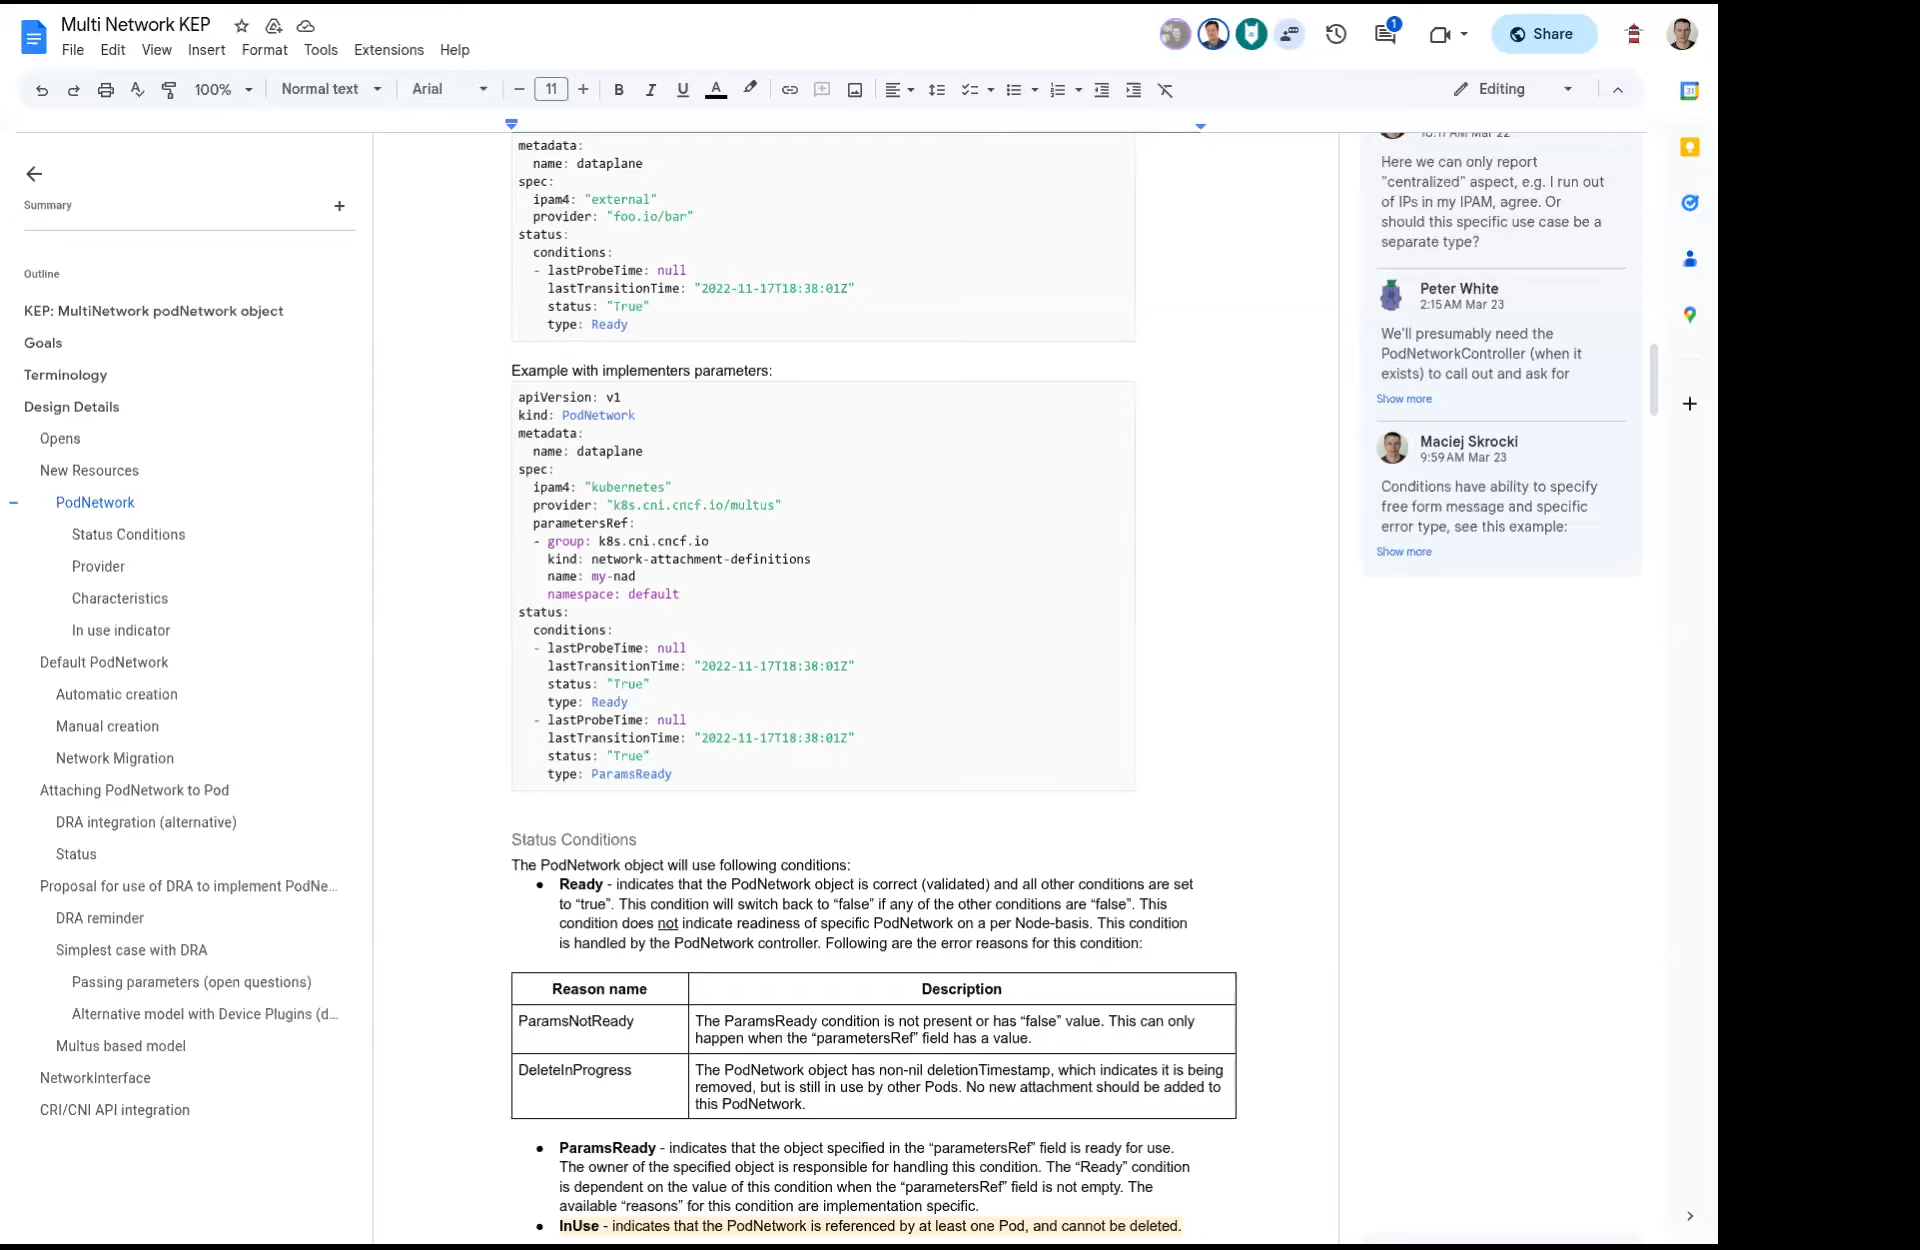 Multi Network KEP
1
Share
File Edit View Insert Format Tools Extensions Help
100% Normal text Arial 11 B I U A Editing
31
Summary
Outline
KEP: MultiNetwork podNetwork object
Goals
Terminology
Design Details
Opens
New Resources
PodNetwork
Status Conditions
Provider
Characteristics
In use indicator
Default PodNetwork
Automatic creation
Manual creation
Network Migration
Attaching PodNetwork to Pod
DRA integration (alternative)
Status
Proposal for use of DRA to implement PodNe...
DRA reminder
Simplest case with DRA
Passing parameters (open questions)
Alternative model with Device Plugins (d...
Multus based model
NetworkInterface
CRI/CNI API integration
metadata:
name: dataplane
spec:
ipam4: "external"
provider: "foo.io/bar"
status:
conditions:
- lastProbeTime: null
lastTransitionTime: "2022-11-17T18:38:01Z"
status: "True"
type: Ready
Example with implementers parameters:
apiVersion: v1
kind: PodNetwork
metadata:
name: dataplane
spec:
ipam4: "kubernetes"
provider: "k8s.cni.cncf.io/multus"
parametersRef:
- group: k8s.cni.cncf.io
kind: network-attachment-definitions
name: my-nad
namespace: default
status:
conditions:
- lastProbeTime: null
lastTransitionTime: "2022-11-17T18:38:01Z"
status: "True"
type: Ready
- lastProbeTime: null
lastTransitionTime: "2022-11-17T18:38:01Z"
status: "True"
type: ParamsReady
Status Conditions
The PodNetwork object will use following conditions:
● Ready - indicates that the PodNetwork object is correct (validated) and all other conditions are set
to “true”. This condition will switch back to “false” if any of the other conditions are “false”. This
condition does not indicate readiness of specific PodNetwork on a per Node-basis. This condition
is handled by the PodNetwork controller. Following are the error reasons for this condition:
Reason name Description
ParamsNotReady The ParamsReady condition is not present or has “false” value. This can only
happen when the “parametersRef” field has a value.
DeleteInProgress The PodNetwork object has non-nil deletionTimestamp, which indicates it is being
removed, but is still in use by other Pods. No new attachment should be added to
this PodNetwork.
● ParamsReady - indicates that the object specified in the “parametersRef” field is ready for use.
The owner of the specified object is responsible for handling this condition. The “Ready” condition
is dependent on the value of this condition when the “parametersRef” field is not empty. The
available “reasons” for this condition are implementation specific.
● InUse - indicates that the PodNetwork is referenced by at least one Pod, and cannot be deleted.
10:17 AM Mar 22
Here we can only report
"centralized" aspect, e.g. I run out
of IPs in my IPAM, agree. Or
should this specific use case be a
separate type?
Peter White
2:15 AM Mar 23
We'll presumably need the
PodNetworkController (when it
exists) to call out and ask for
Show more
Maciej Skrocki
9:59 AM Mar 23
Conditions have ability to specify
free form message and specific
error type, see this example:
Show more